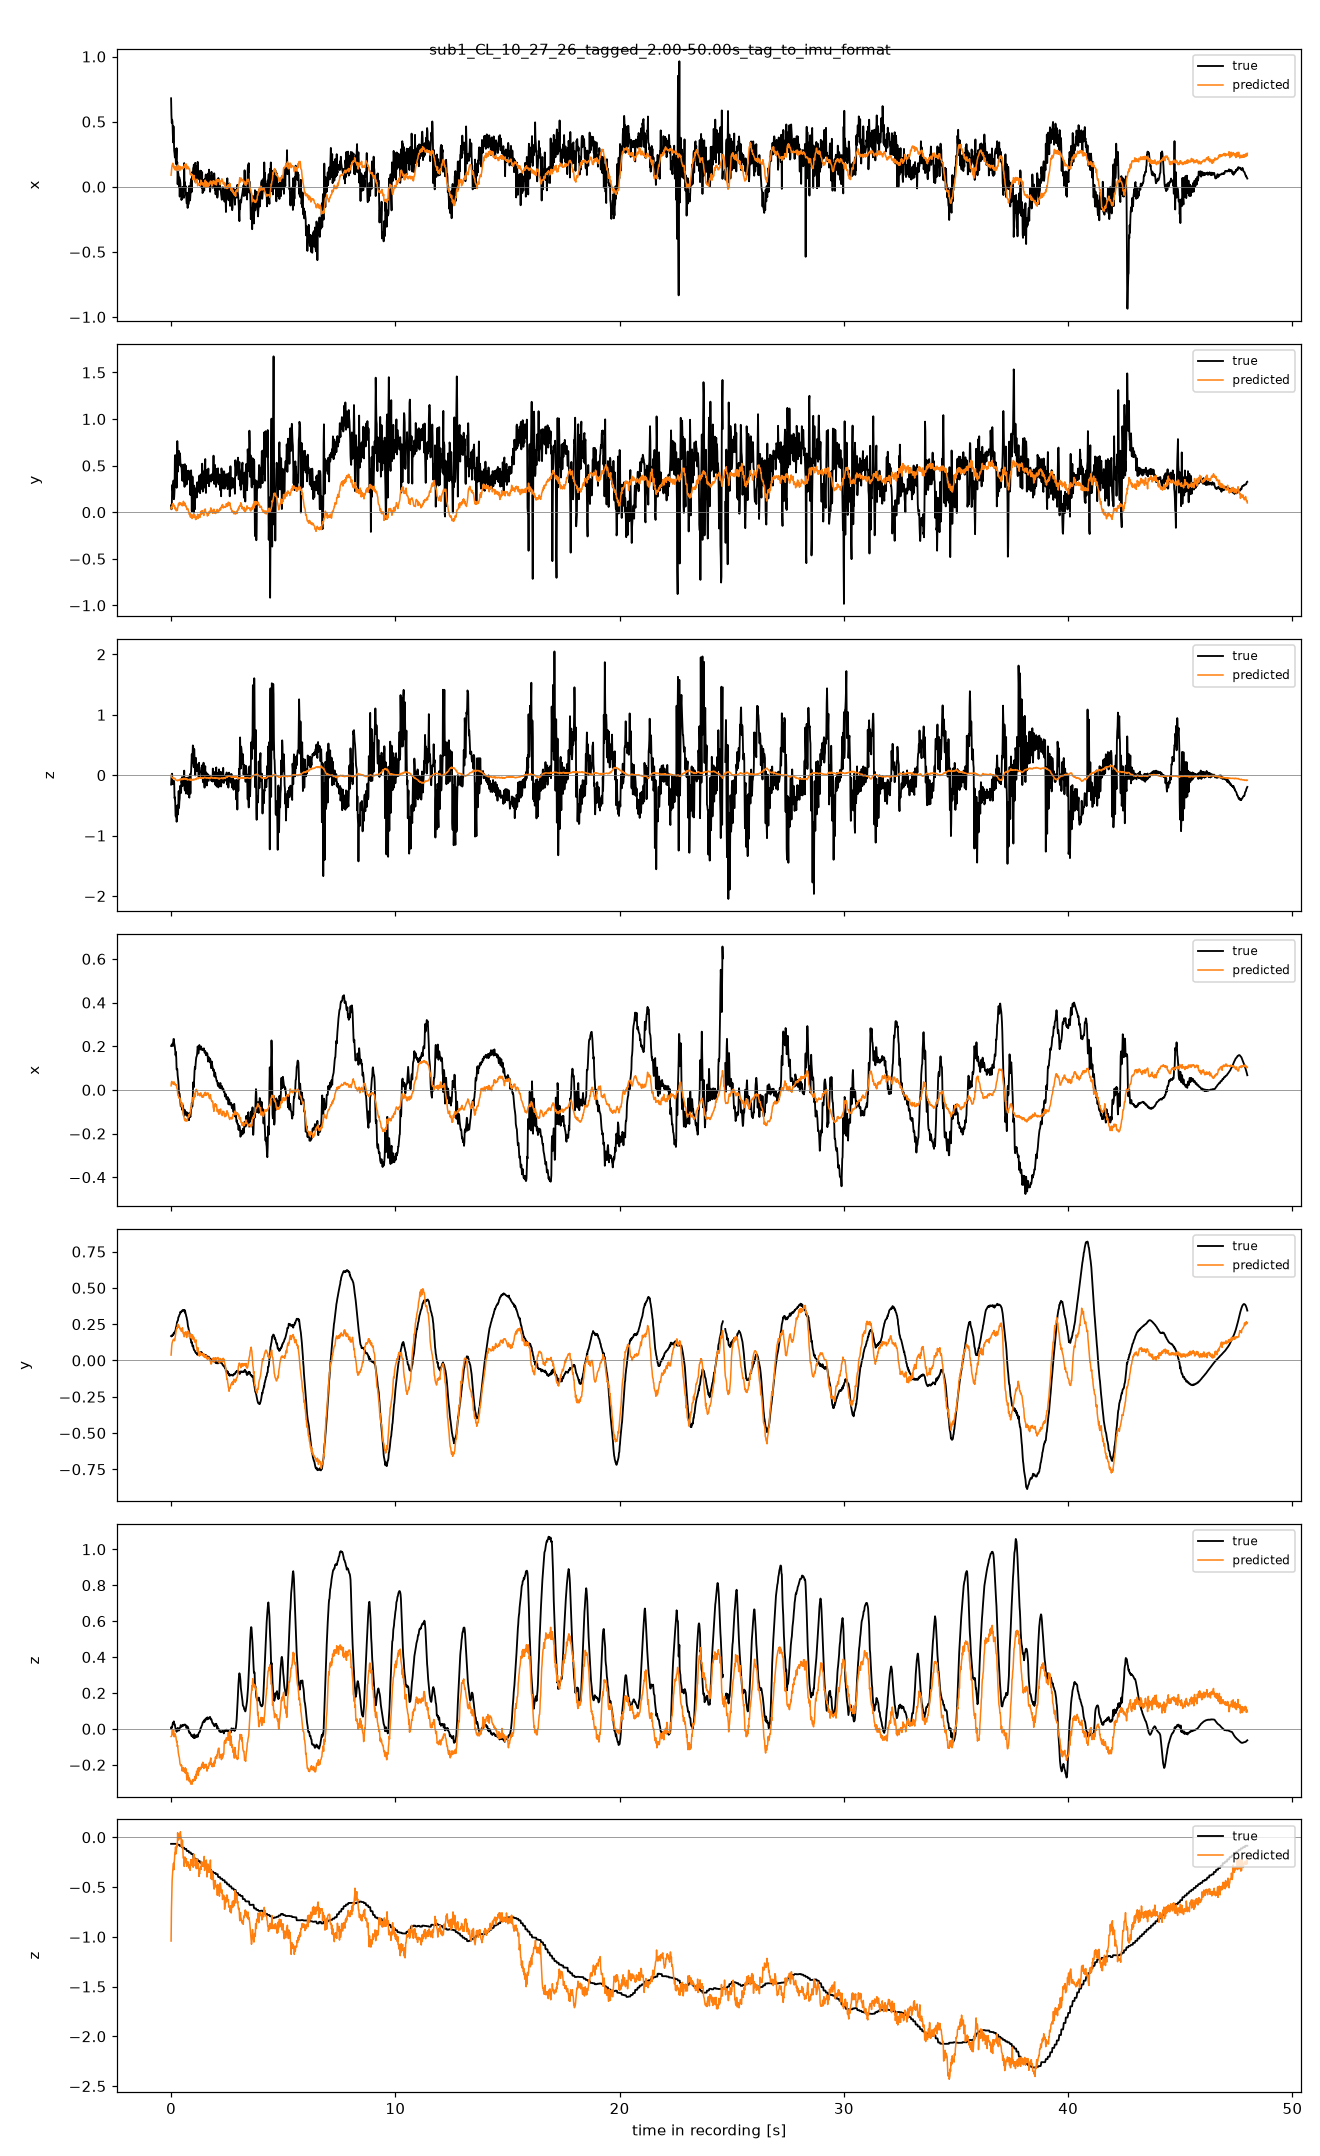 sub1_CL_10_27_26_tagged_2.00-50.00s_tag_to_imu_format
1.0
0.5
0.0
−0.5
−1.0
x
true
predicted
1.5
1.0
0.5
0.0
−0.5
−1.0
y
true
predicted
2
1
0
−1
−2
z
true
predicted
0.6
0.4
0.2
0.0
−0.2
−0.4
x
true
predicted
0.75
0.50
0.25
0.00
−0.25
−0.50
−0.75
y
true
predicted
1.0
0.8
0.6
0.4
0.2
0.0
−0.2
z
true
predicted
0.0
−0.5
−1.0
−1.5
−2.0
−2.5
z
true
predicted
0 10 20 30 40 50
time in recording [s]